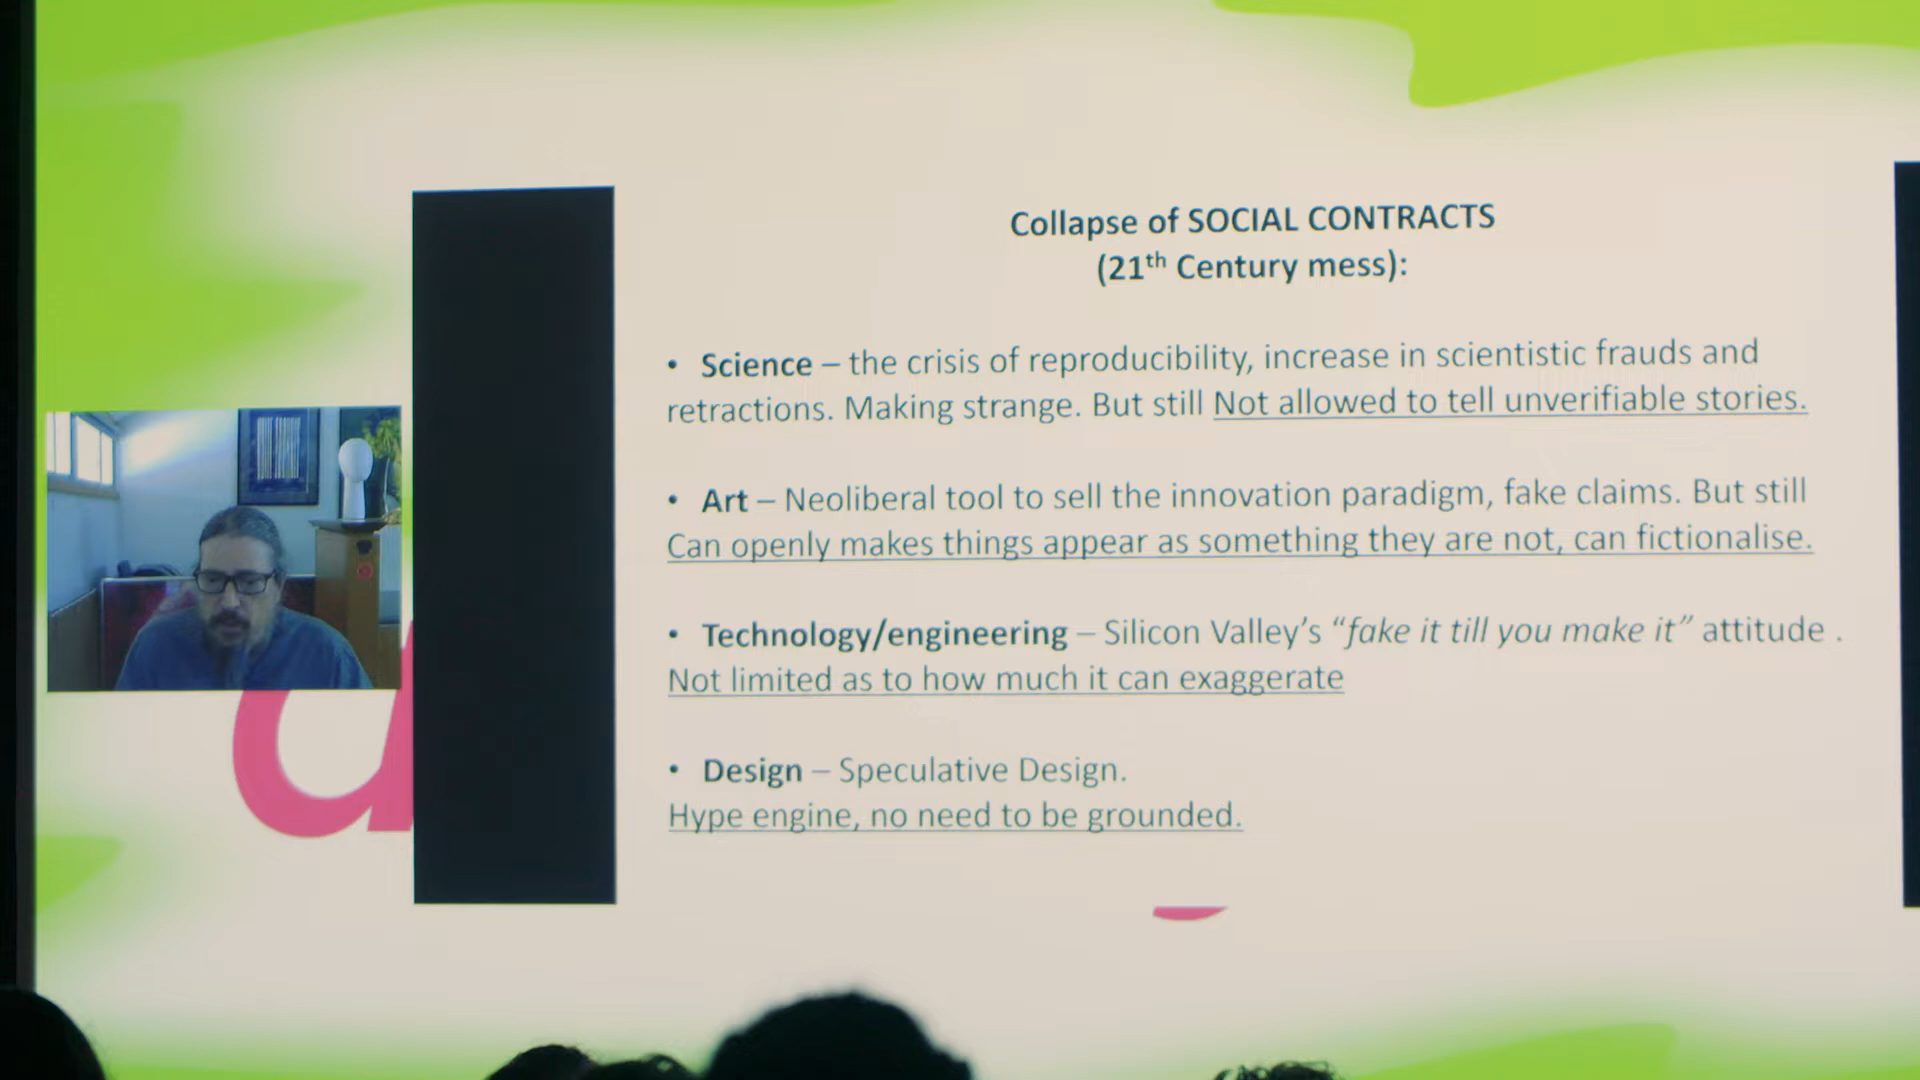 Collapse of SOCIAL CONTRACTS
(21th Century mess):
• Science – the crisis of reproducibility, increase in scientistic frauds and
retractions. Making strange. But still Not allowed to tell unverifiable stories.
• Art – Neoliberal tool to sell the innovation paradigm, fake claims. But still
Can openly makes things appear as something they are not, can fictionalise.
• Technology/engineering – Silicon Valley’s “fake it till you make it” attitude .
Not limited as to how much it can exaggerate
• Design – Speculative Design.
Hype engine, no need to be grounded.